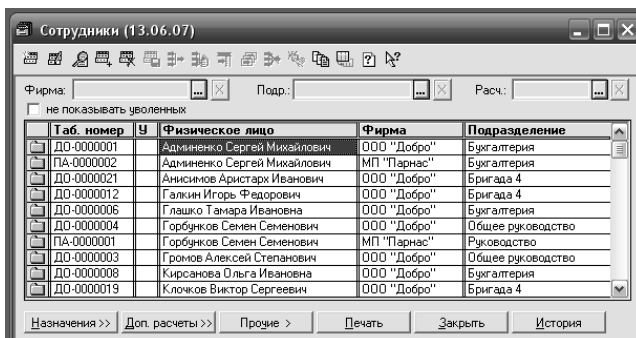 Сотрудники (13.06.07)
Фирма: ... Подр.: ... Расч.: ...
не показывать уволенных
Таб. номер У Физическое лицо Фирма Подразделение
ДО-0000001 Админенко Сергей Михайлович ООО "Добро" Бухгалтерия
ПА-0000002 Админенко Сергей Михайлович МП "Парнас" Бухгалтерия
ДО-0000021 Анисимов Аристарх Иванович ООО "Добро" Бригада 4
ДО-0000012 Галкин Игорь Федорович ООО "Добро" Бригада 4
ДО-0000006 Глашко Тамара Ивановна ООО "Добро" Бухгалтерия
ДО-0000004 Горбунков Семен Семенович ООО "Добро" Общее руководство
ПА-0000001 Горбунков Семен Семенович МП "Парнас" Руководство
ДО-0000003 Громов Алексей Степанович ООО "Добро" Общее руководство
ДО-0000008 Кирсанова Ольга Ивановна ООО "Добро" Бухгалтерия
ДО-0000019 Клочков Виктор Сергеевич ООО "Добро" Бригада 4
Назначения >> Доп. расчеты >> Прочие > Печать Закрыть История